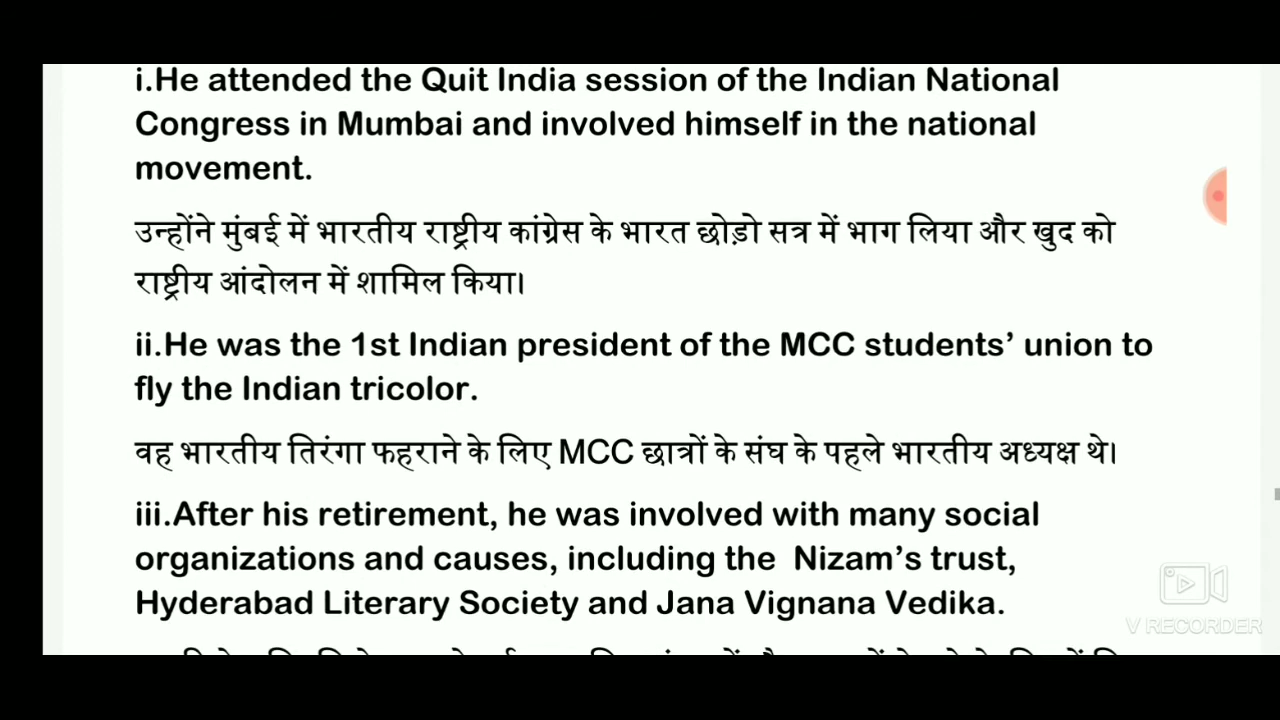 i.He attended the Quit India session of the Indian National
Congress in Mumbai and involved himself in the national
movement.
उन्होंने मुंबई में भारतीय राष्ट्रीय कांग्रेस के भारत छोड़ो सत्र में भाग लिया और खुद को
राष्ट्रीय आंदोलन में शामिल किया।
ii.He was the 1st Indian president of the MCC students’ union to
fly the Indian tricolor.
वह भारतीय तिरंगा फहराने के लिए MCC छात्रों के संघ के पहले भारतीय अध्यक्ष थे।
iii.After his retirement, he was involved with many social
organizations and causes, including the  Nizam’s trust,
Hyderabad Literary Society and Jana Vignana Vedika.
V RECORDER